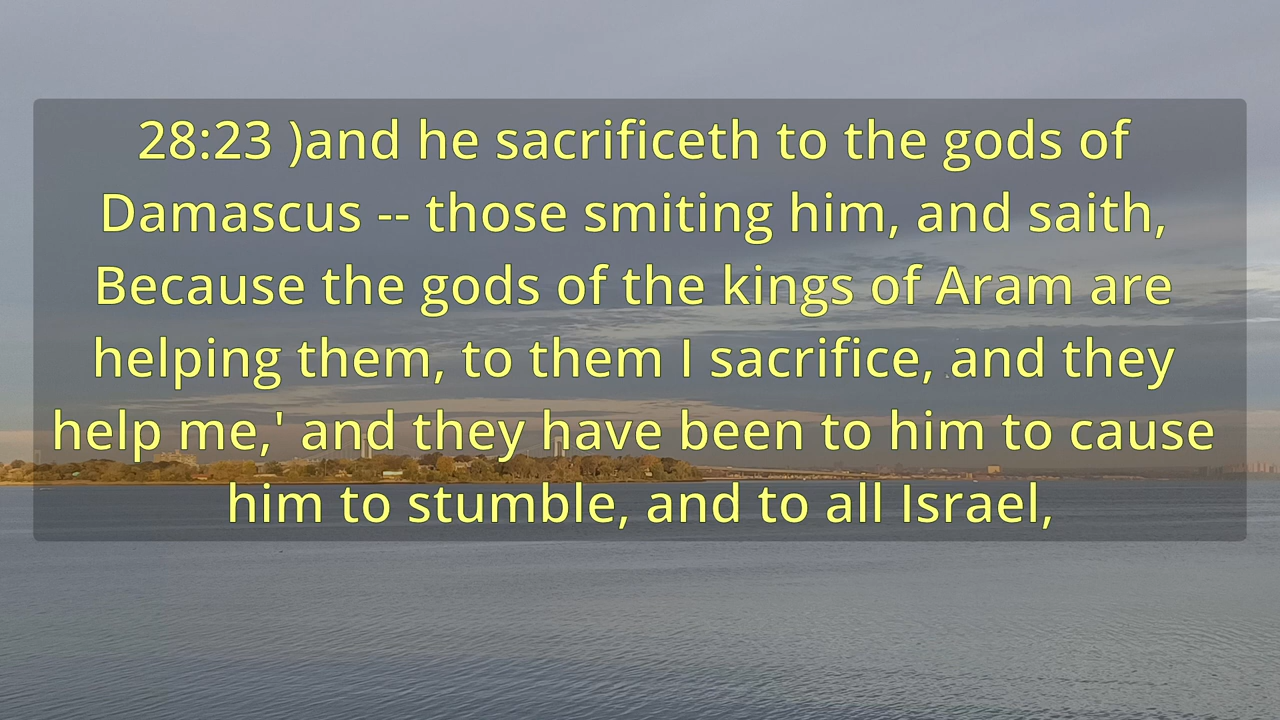 28:23 )and he sacrificeth to the gods of
Damascus -- those smiting him, and saith,
Because the gods of the kings of Aram are
helping them, to them I sacrifice, and they
help me,' and they have been to him to cause
him to stumble, and to all Israel,